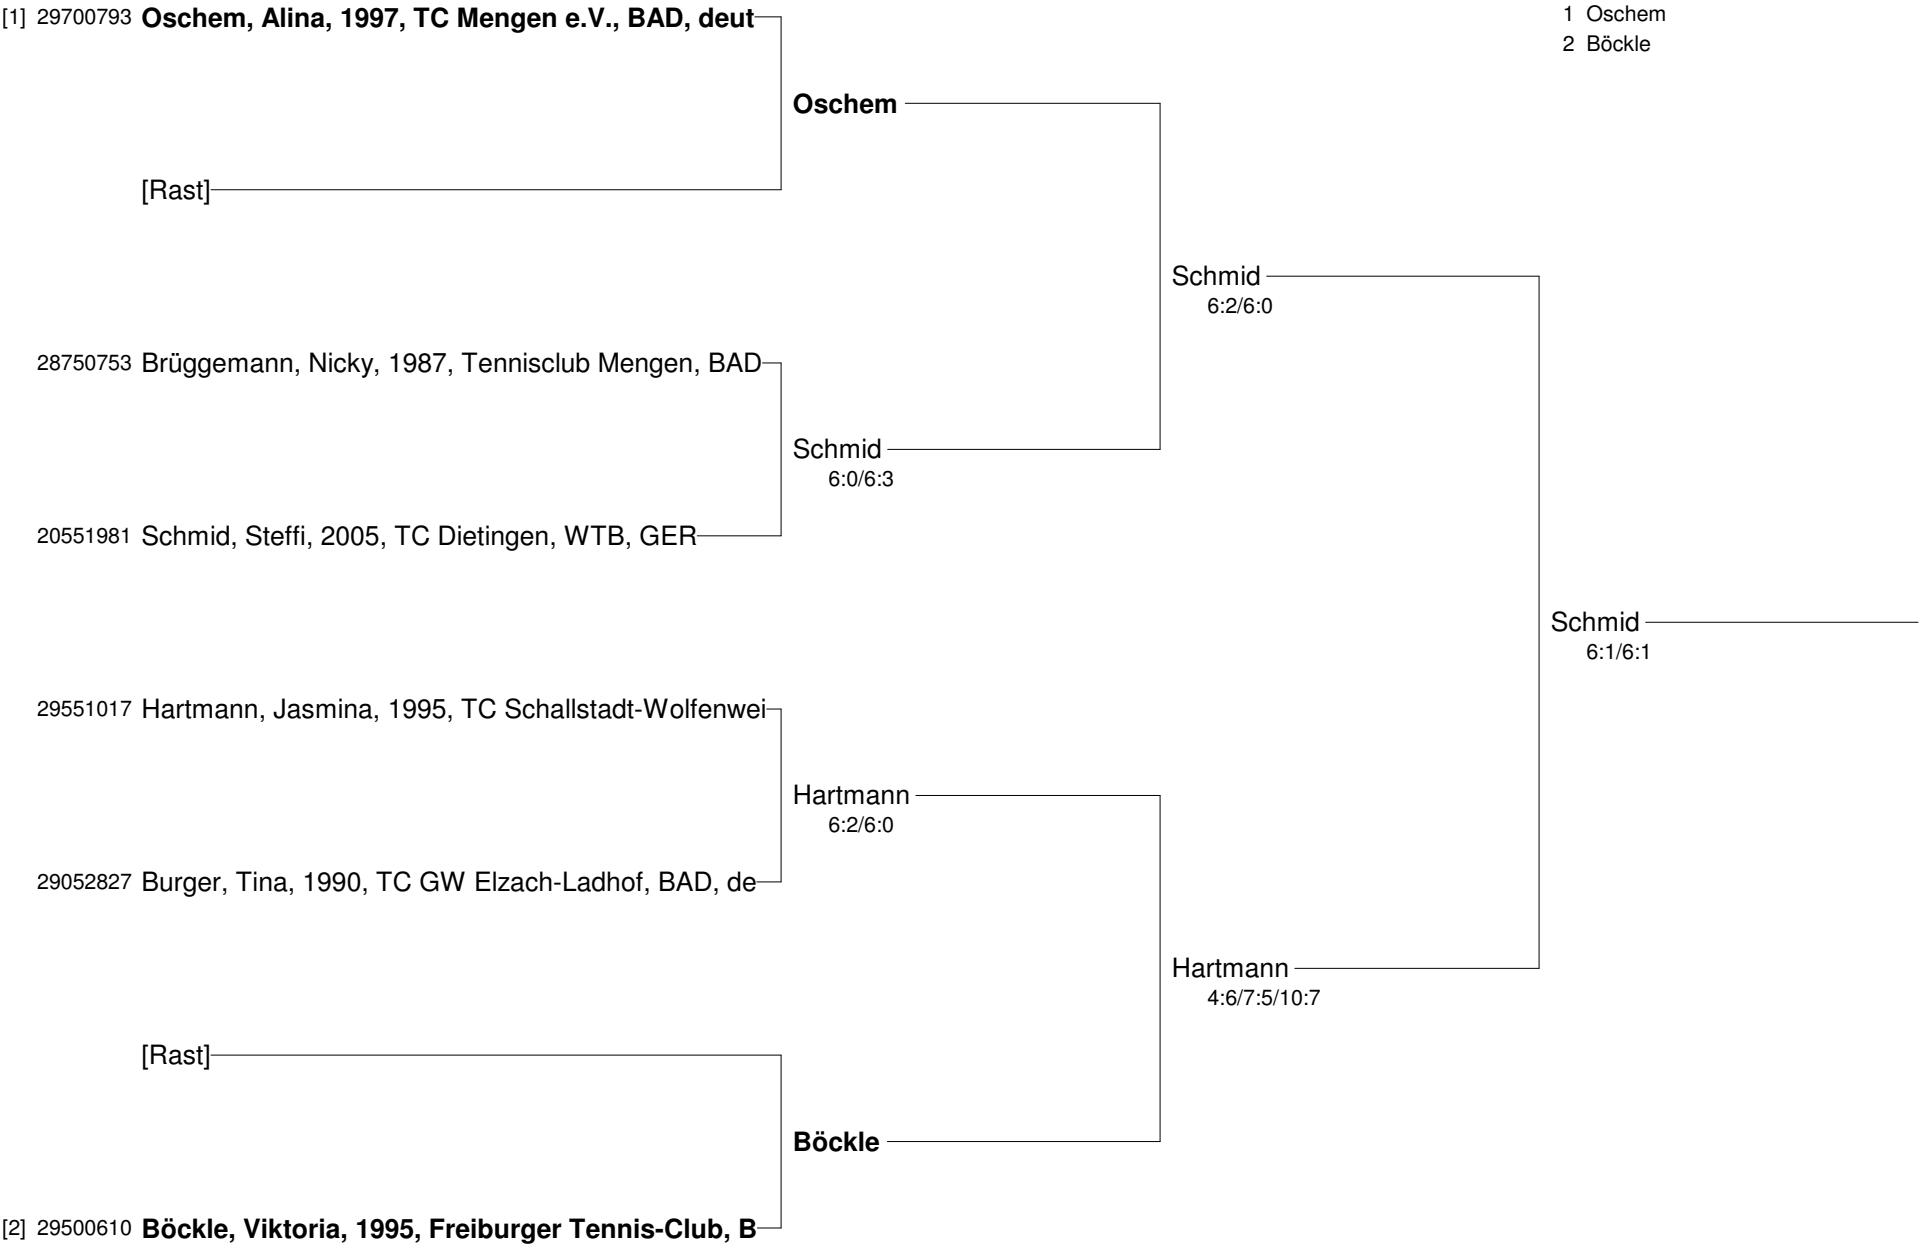 [1] 29700793 Oschem, Alina, 1997, TC Mengen e.V., BAD, deut
1 Oschem
2 Böckle
Oschem
[Rast]
Schmid
6:2/6:0
28750753 Brüggemann, Nicky, 1987, Tennisclub Mengen, BAD
Schmid
6:0/6:3
20551981 Schmid, Steffi, 2005, TC Dietingen, WTB, GER
Schmid
6:1/6:1
29551017 Hartmann, Jasmina, 1995, TC Schallstadt-Wolfenwei
Hartmann
6:2/6:0
29052827 Burger, Tina, 1990, TC GW Elzach-Ladhof, BAD, de
Hartmann
4:6/7:5/10:7
[Rast]
Böckle
[2] 29500610 Böckle, Viktoria, 1995, Freiburger Tennis-Club, B